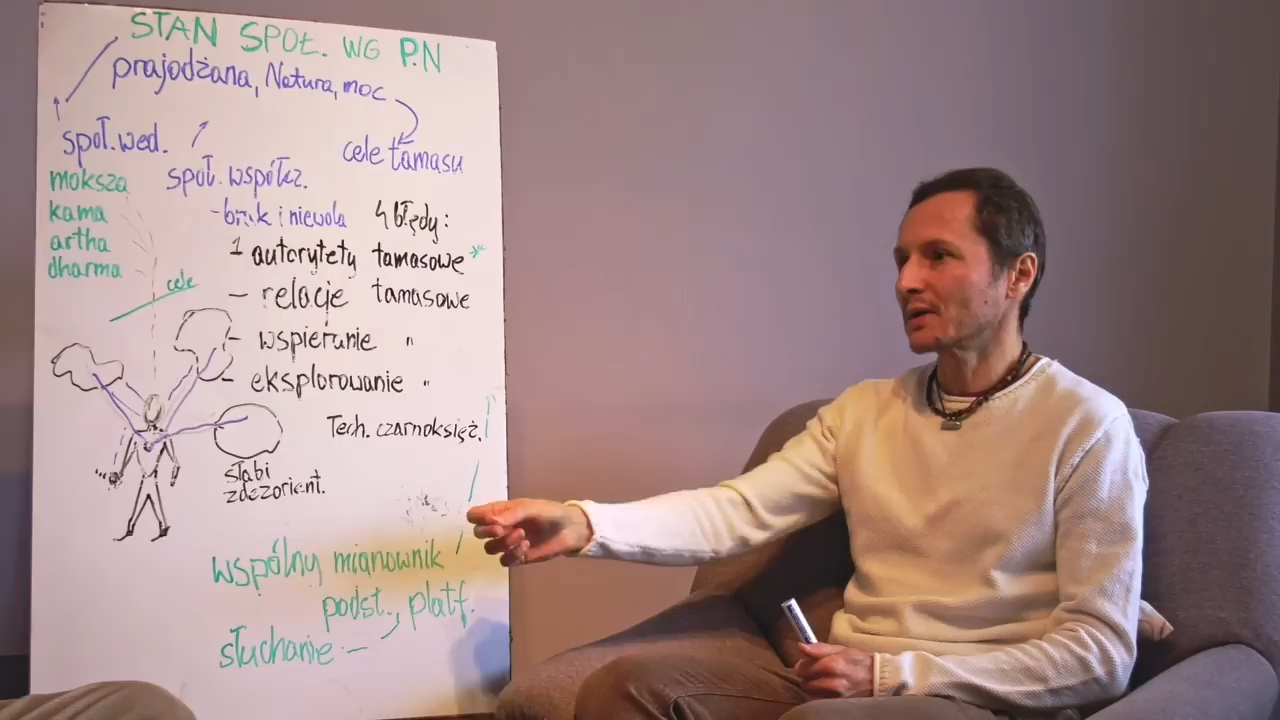 STAN SPOŁ. WG P.N
prajodżana, Natura, moc
społ. wed.
cele tamasu
moksza
kama
artha
dharma
społ. współcz.
- brak i niewola
4 błędy:
1 autorytety tamasowe *
- relacje tamasowe
- wspieranie "
- eksplorowanie "
cele
Tech. czarnoksięż.
słabi
zdezorient.
wspólny mianownik
podst., platf.
słuchanie -